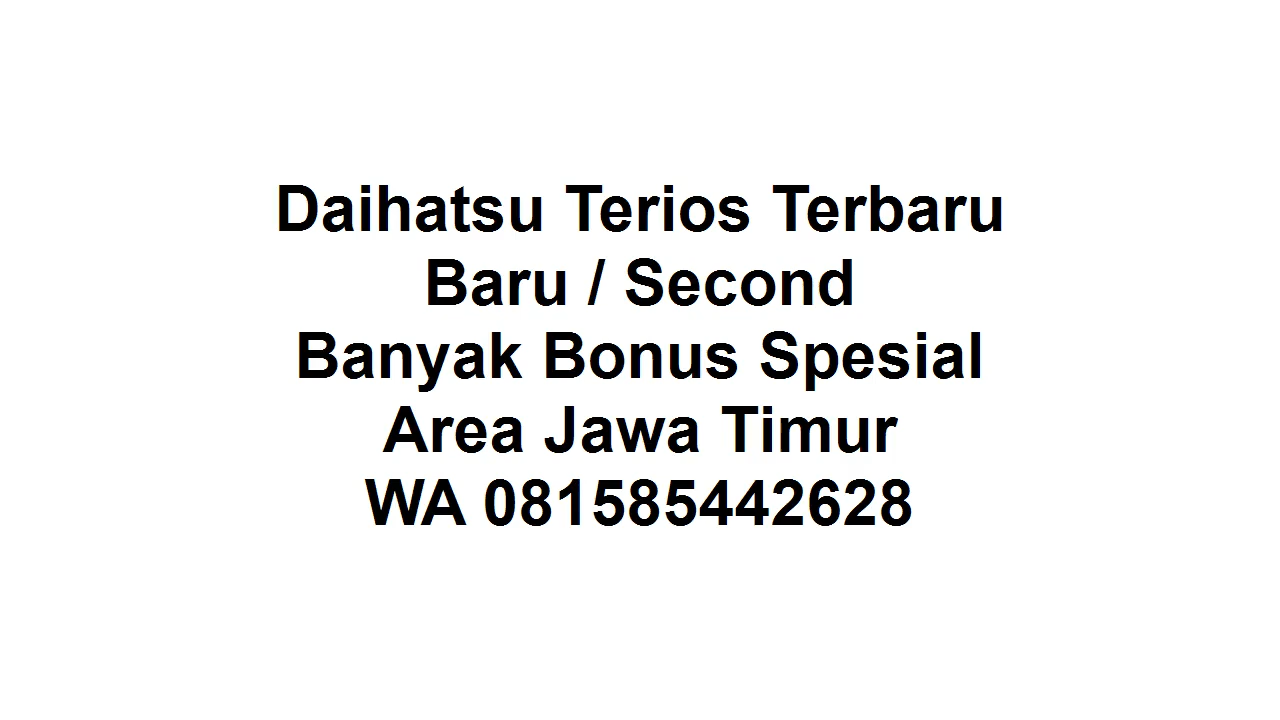 Daihatsu Terios Terbaru
Baru / Second
Banyak Bonus Spesial
Area Jawa Timur
WA 081585442628